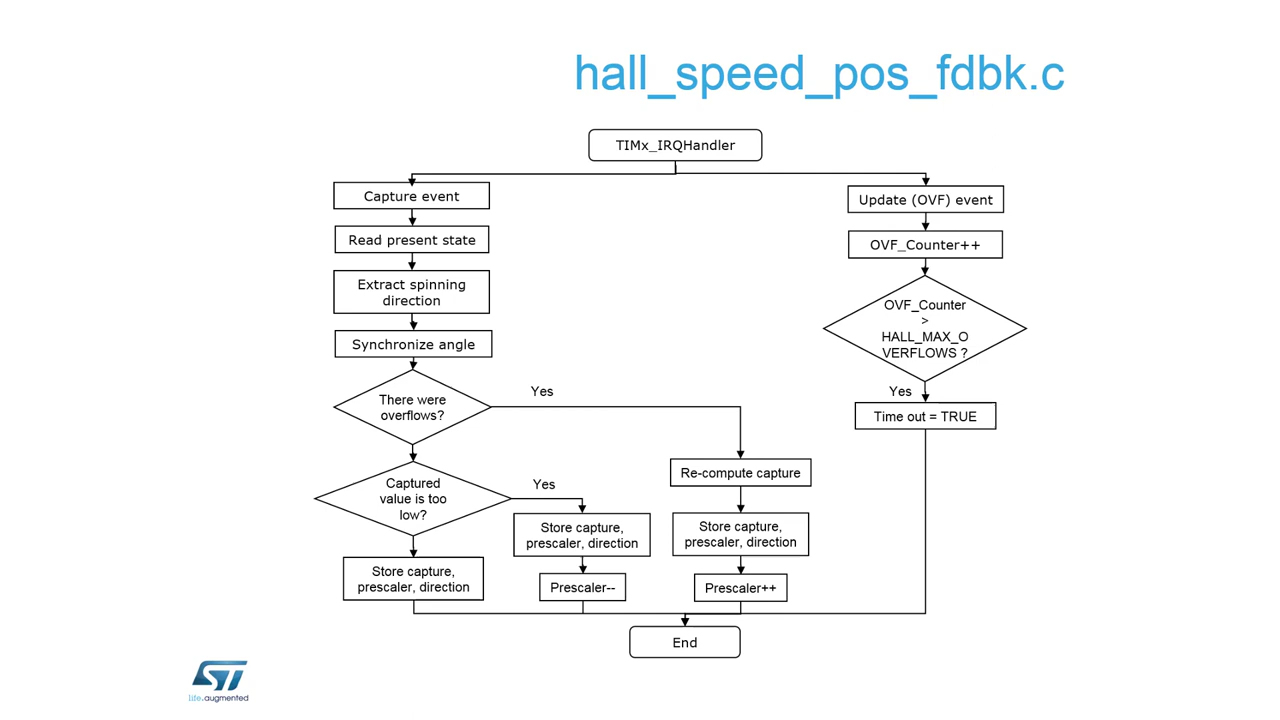 hall_speed_pos_fdbk.c
TIMx_IRQHandler
Capture event
Read present state
Extract spinning
direction
Synchronize angle
There were
overflows?
Yes
Captured
value is too
low?
Yes
Store capture,
prescaler, direction
Store capture,
prescaler, direction
Prescaler--
Re-compute capture
Store capture,
prescaler, direction
Prescaler++
Update (OVF) event
OVF_Counter++
OVF_Counter
>
HALL_MAX_O
VERFLOWS ?
Yes
Time out = TRUE
End
ST
life.augmented